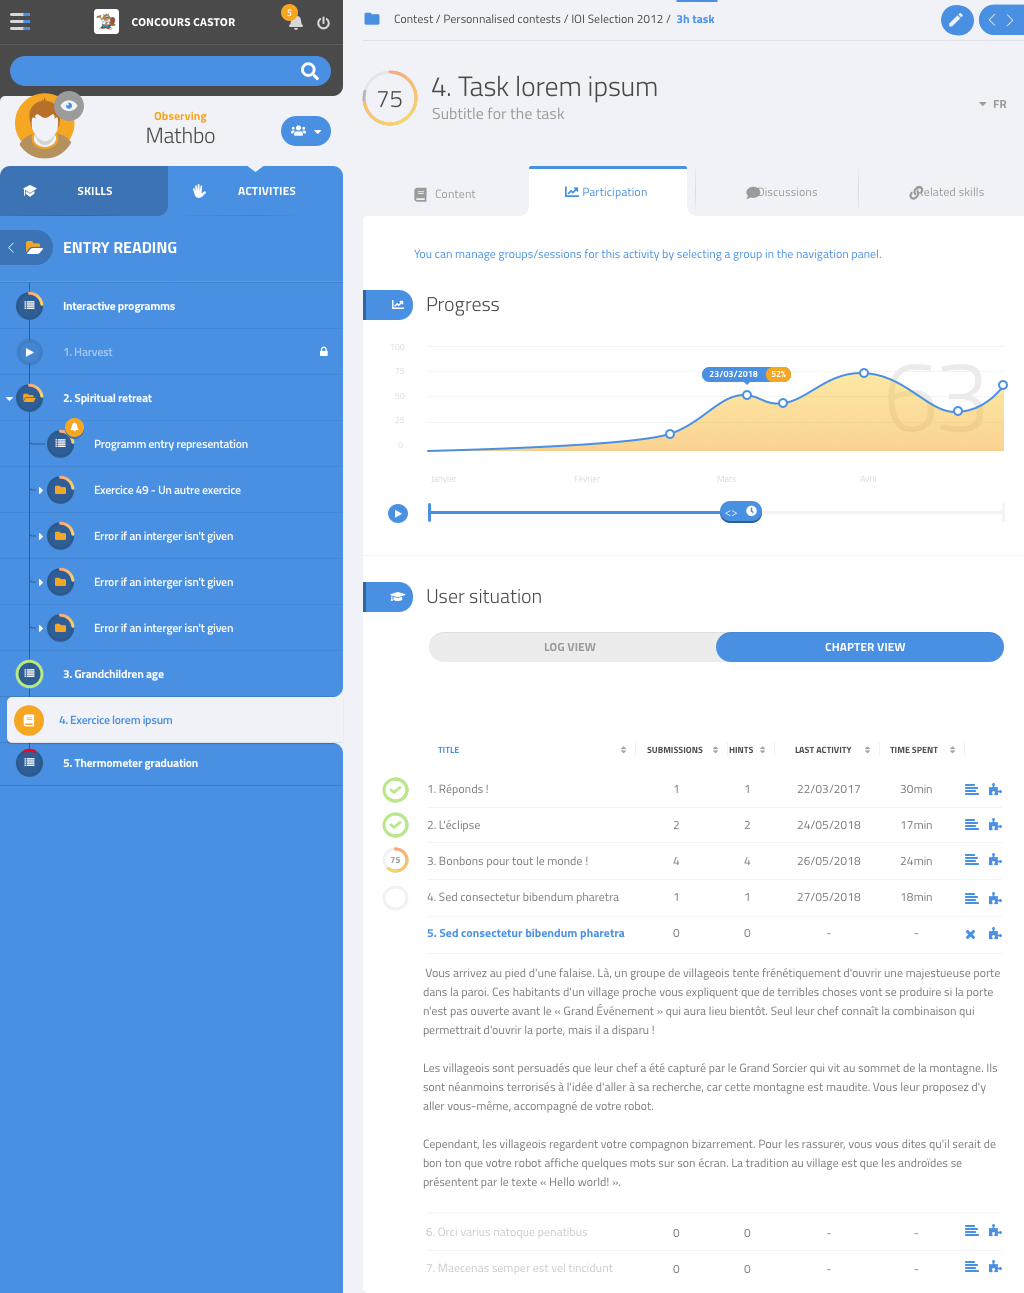 CONCOURS CASTOR
5
Observing
Mathbo
SKILLS
ACTIVITIES
ENTRY READING
Interactive programms
1. Harvest
2. Spiritual retreat
Programm entry representation
Exercice 49 - Un autre exercice
Error if an interger isn't given
Error if an interger isn't given
Error if an interger isn't given
3. Grandchildren age
4. Exercice lorem ipsum
5. Thermometer graduation
Contest / Personnalised contests / IOI Selection 2012 / 3h task
75
4. Task lorem ipsum
Subtitle for the task
FR
Content
Participation
Discussions
Related skills
You can manage groups/sessions for this activity by selecting a group in the navigation panel.
Progress
100
75
50
25
0
23/03/2018 52%
63
Janvier
Février
Mars
Avril
<>
User situation
LOG VIEW
CHAPTER VIEW
TITLE SUBMISSIONS HINTS LAST ACTIVITY TIME SPENT
1. Réponds ! 1 1 22/03/2017 30min
2. L'éclipse 2 2 24/05/2018 17min
75 3. Bonbons pour tout le monde ! 4 4 26/05/2018 24min
4. Sed consectetur bibendum pharetra 1 1 27/05/2018 18min
5. Sed consectetur bibendum pharetra 0 0 - -
Vous arrivez au pied d'une falaise. Là, un groupe de villageois tente frénétiquement d'ouvrir une majestueuse porte
dans la paroi. Ces habitants d'un village proche vous expliquent que de terribles choses vont se produire si la porte
n'est pas ouverte avant le « Grand Événement » qui aura lieu bientôt. Seul leur chef connaît la combinaison qui
permettrait d'ouvrir la porte, mais il a disparu !
Les villageois sont persuadés que leur chef a été capturé par le Grand Sorcier qui vit au sommet de la montagne. Ils
sont néanmoins terrorisés à l'idée d'aller à sa recherche, car cette montagne est maudite. Vous leur proposez d'y
aller vous-même, accompagné de votre robot.
Cependant, les villageois regardent votre compagnon bizarrement. Pour les rassurer, vous vous dites qu'il serait de
bon ton que votre robot affiche quelques mots sur son écran. La tradition au village est que les androïdes se
présentent par le texte « Hello world! ».
6. Orci varius natoque penatibus 0 0 - -
7. Maecenas semper est vel tincidunt 0 0 - -